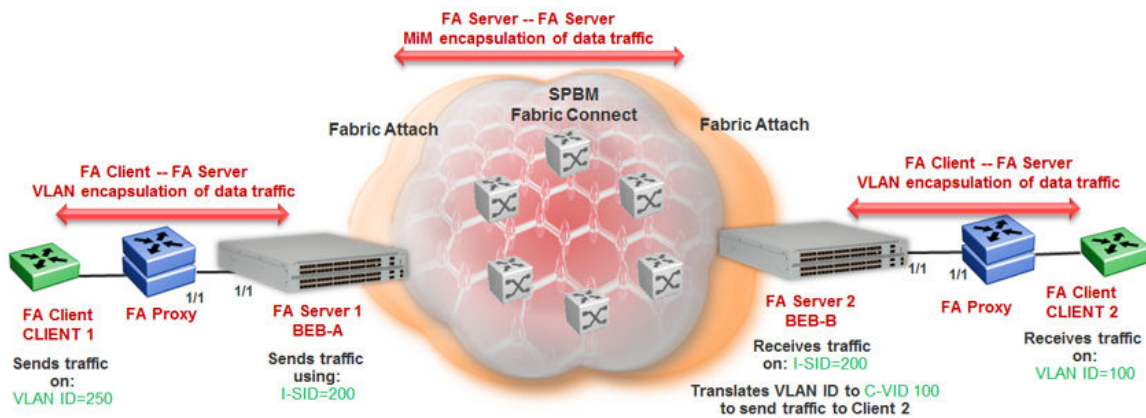 FA Server -- FA Server
MiM encapsulation of data traffic
SPBM
Fabric Connect
Fabric Attach
Fabric Attach
FA Client -- FA Server
VLAN encapsulation of data traffic
FA Client -- FA Server
VLAN encapsulation of data traffic
1/1
1/1
1/1
1/1
FA Client
CLIENT 1
FA Proxy
FA Server 1
BEB-A
FA Server 2
BEB-B
FA Proxy
FA Client
CLIENT 2
Sends traffic
on:
VLAN ID=250
Sends traffic
using:
I-SID=200
Receives traffic
on: I-SID=200
Translates VLAN ID to C-VID 100
to send traffic to Client 2
Receives traffic
on:
VLAN ID=100